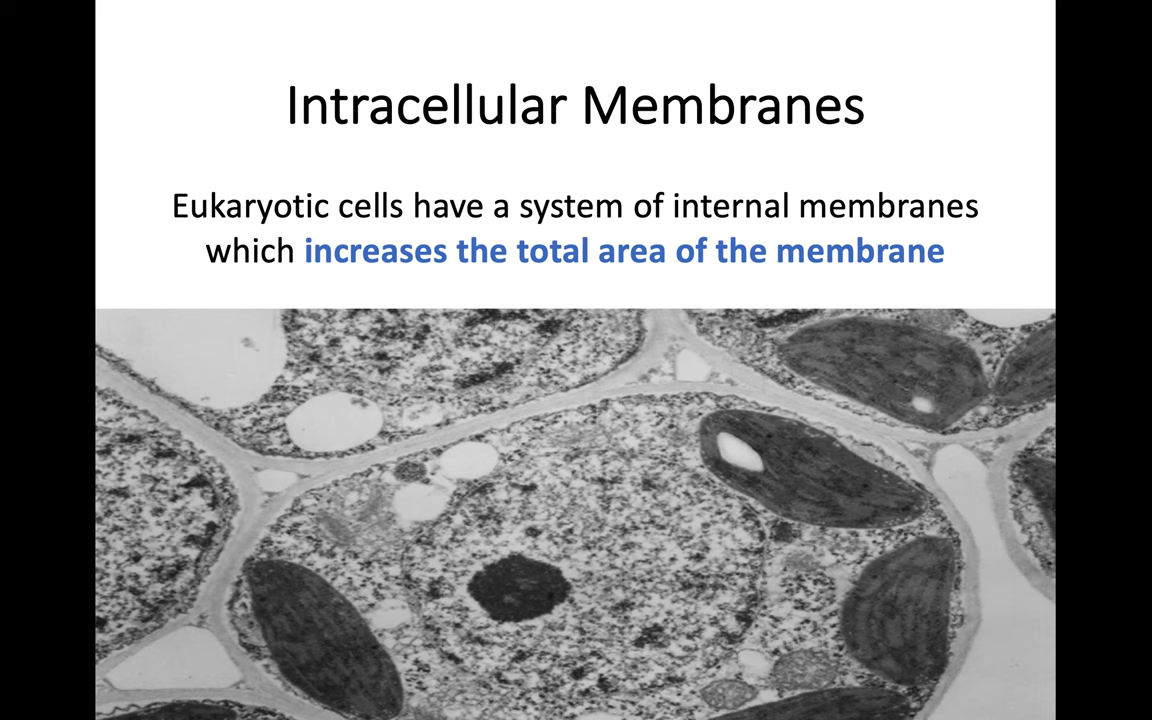 Intracellular Membranes
Eukaryotic cells have a system of internal membranes
which increases the total area of the membrane